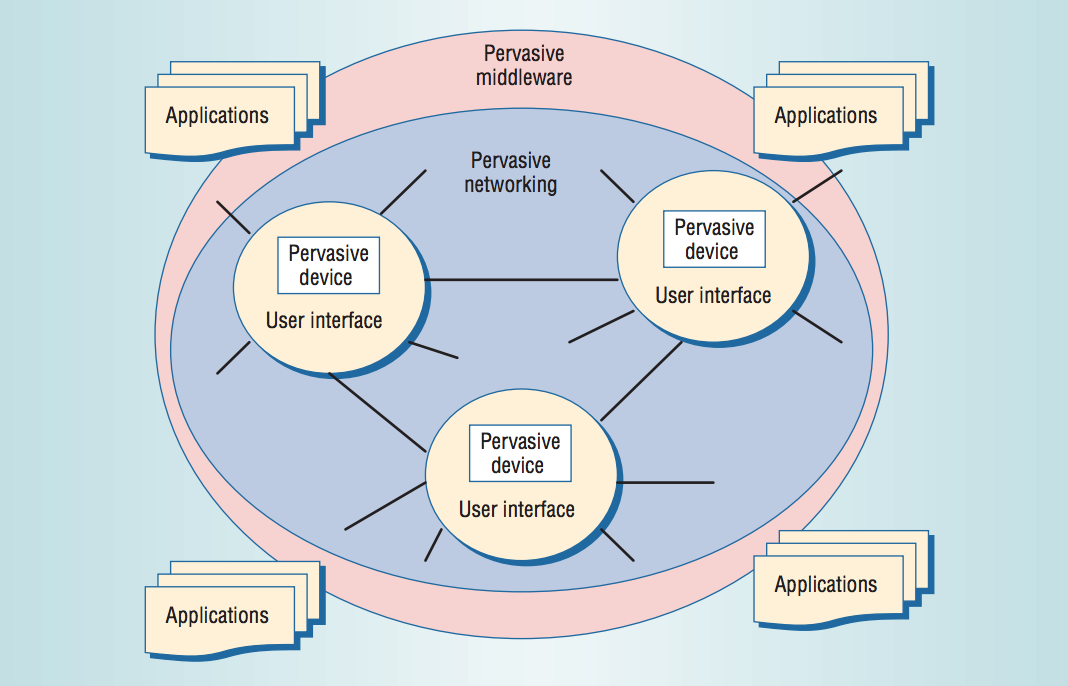 Pervasive
middleware
Applications
Applications
Pervasive
networking
Pervasive
device
User interface
Pervasive
device
User interface
Pervasive
device
User interface
Applications
Applications